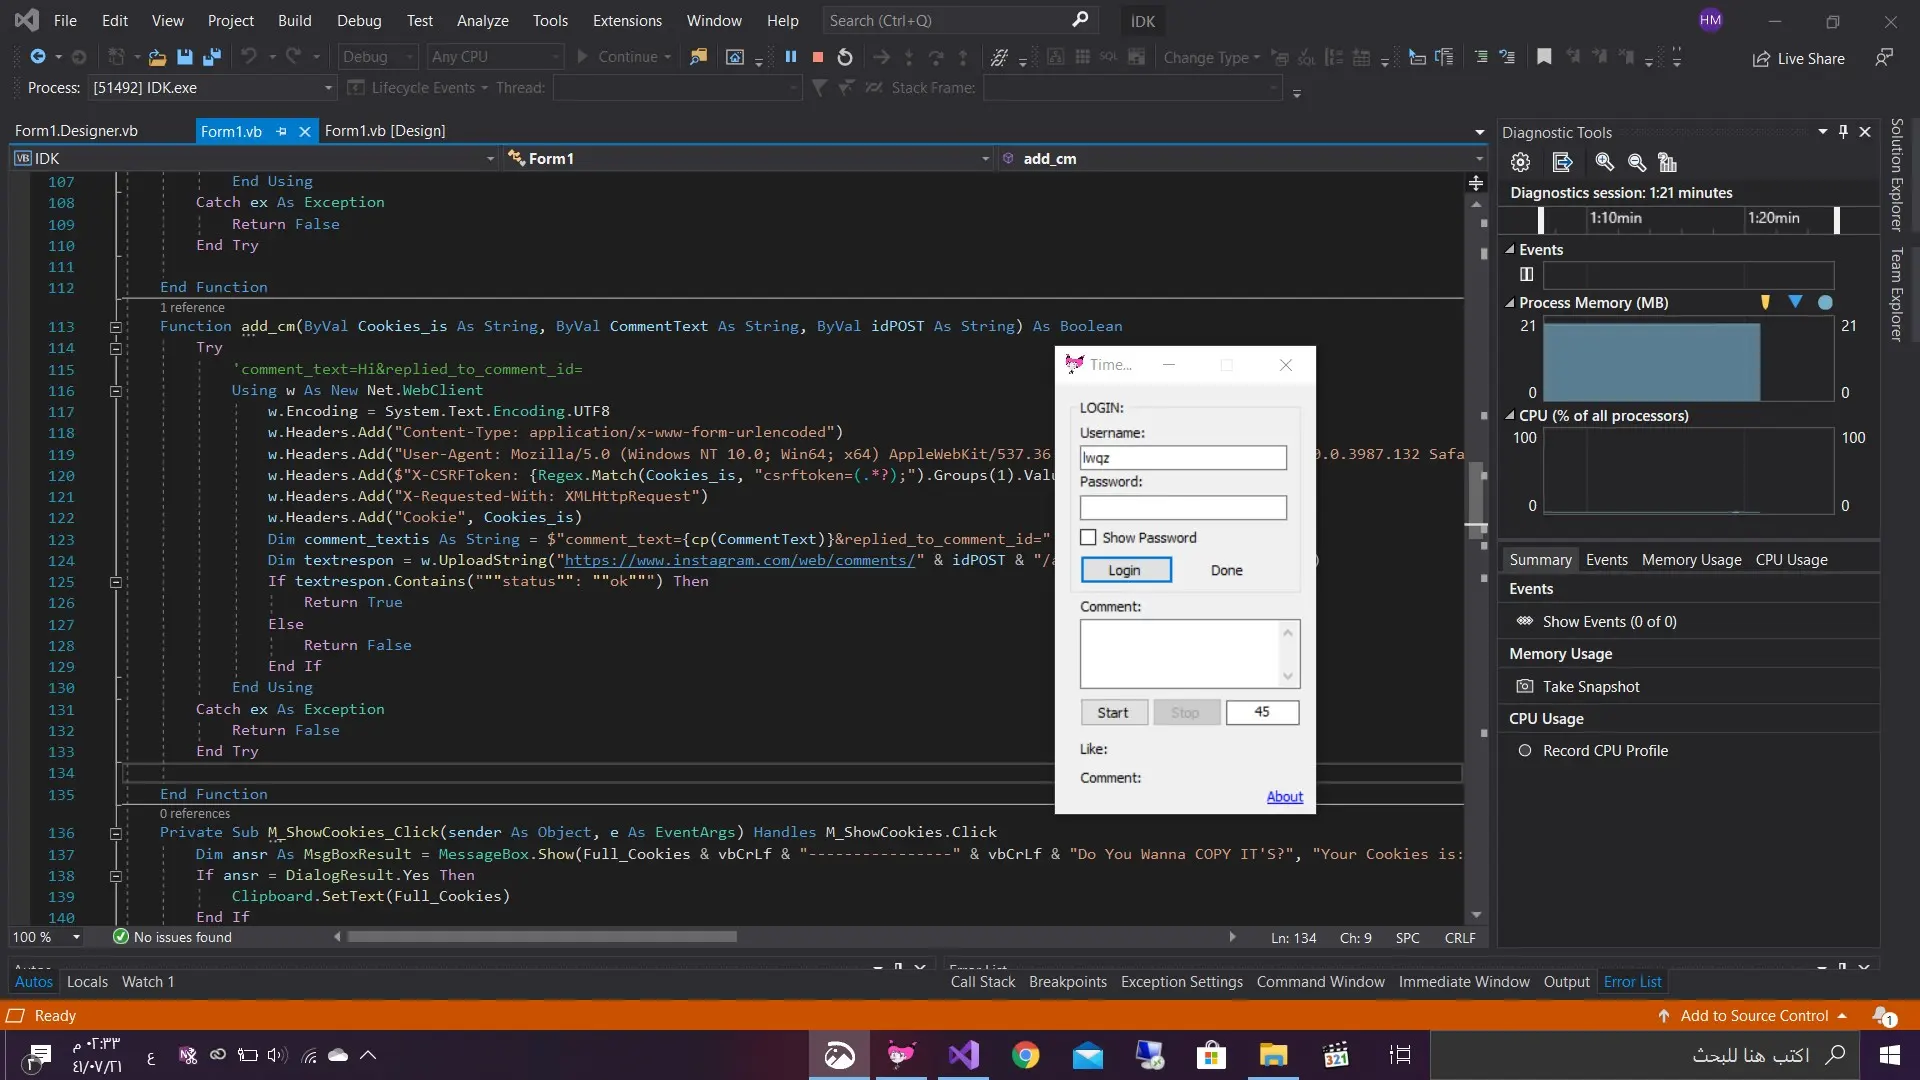 File Edit View Project Build Debug Test Analyze Tools Extensions Window Help Search (Ctrl+Q) IDK HM
Debug Any CPU Continue SQL Change Type Live Share
Process: [51492] IDK.exe Lifecycle Events Thread: Stack Frame:
Form1.Designer.vb Form1.vb Form1.vb [Design]
VB IDK Form1 add_cm
107 End Using
108 Catch ex As Exception
109 Return False
110 End Try
111
112 End Function
1 reference
113 Function add_cm(ByVal Cookies_is As String, ByVal CommentText As String, ByVal idPOST As String) As Boolean
114 Try
115 'comment_text=Hi&replied_to_comment_id=
116 Using w As New Net.WebClient
117 w.Encoding = System.Text.Encoding.UTF8
118 w.Headers.Add("Content-Type: application/x-www-form-urlencoded")
119 w.Headers.Add("User-Agent: Mozilla/5.0 (Windows NT 10.0; Win64; x64) AppleWebKit/537.36 0.0.3987.132 Safa
120 w.Headers.Add($"X-CSRFToken: {Regex.Match(Cookies_is, "csrftoken=(.*?);").Groups(1).Valu
121 w.Headers.Add("X-Requested-With: XMLHttpRequest")
122 w.Headers.Add("Cookie", Cookies_is)
123 Dim comment_textis As String = $"comment_text={cp(CommentText)}&replied_to_comment_id="
124 Dim textrespon = w.UploadString("https://www.instagram.com/web/comments/" & idPOST & "/a )
125 If textrespon.Contains("""status"": ""ok""") Then
126 Return True
127 Else
128 Return False
129 End If
130 End Using
131 Catch ex As Exception
132 Return False
133 End Try
134
135 End Function
0 references
136 Private Sub M_ShowCookies_Click(sender As Object, e As EventArgs) Handles M_ShowCookies.Click
137 Dim ansr As MsgBoxResult = MessageBox.Show(Full_Cookies & vbCrLf & "----------------" & vbCrLf & "Do You Wanna COPY IT'S?", "Your Cookies is:
138 If ansr = DialogResult.Yes Then
139 Clipboard.SetText(Full_Cookies)
140 End If
100 % No issues found Ln: 134 Ch: 9 SPC CRLF
Time...
LOGIN:
Username:
lwqz
Password:
Show Password
Login Done
Comment:
Start Stop 45
Like:
Comment:
About
Diagnostic Tools
Diagnostics session: 1:21 minutes
1:10min 1:20min
Events
Process Memory (MB)
21 21
0 0
CPU (% of all processors)
100 100
0 0
Summary Events Memory Usage CPU Usage
Events
Show Events (0 of 0)
Memory Usage
Take Snapshot
CPU Usage
Record CPU Profile
Solution Explorer
Team Explorer
Autos Error List
Autos Locals Watch 1 Call Stack Breakpoints Exception Settings Command Window Immediate Window Output Error List
Ready Add to Source Control 1
٠٢:٣٣ م
٤١/٠٧/٢١
ع
321
اكتب هنا للبحث